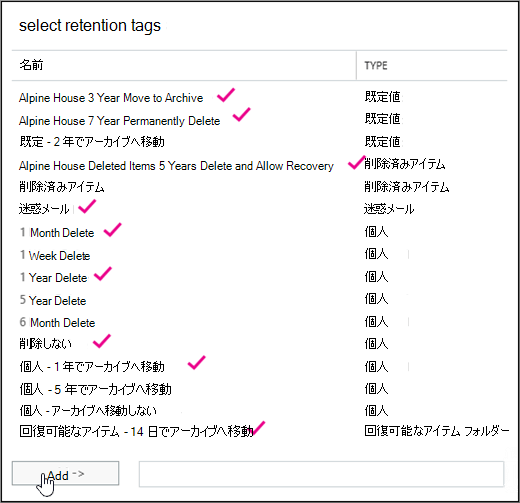 select retention tags
名前 TYPE
Alpine House 3 Year Move to Archive 既定値
Alpine House 7 Year Permanently Delete 既定値
既定 - 2 年でアーカイブへ移動 既定値
Alpine House Deleted Items 5 Years Delete and Allow Recovery 削除済みアイテム
削除済みアイテム 削除済みアイテム
迷惑メール 迷惑メール
1 Month Delete 個人
1 Week Delete 個人
1 Year Delete 個人
5 Year Delete 個人
6 Month Delete 個人
削除しない 個人
個人 - 1 年でアーカイブへ移動 個人
個人 - 5 年でアーカイブへ移動 個人
個人 - アーカイブへ移動しない 個人
回復可能なアイテム - 14 日でアーカイブへ移動 回復可能なアイテム フォルダー
Add ->